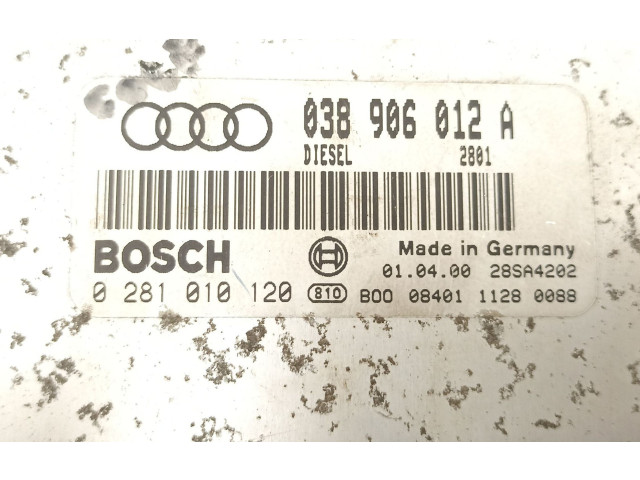 038 906 012 A
DIESEL 2801
BOSCH Made in Germany
01.04.00 28SA4202
0 281 010 120 810 B00 08401 1128 0088